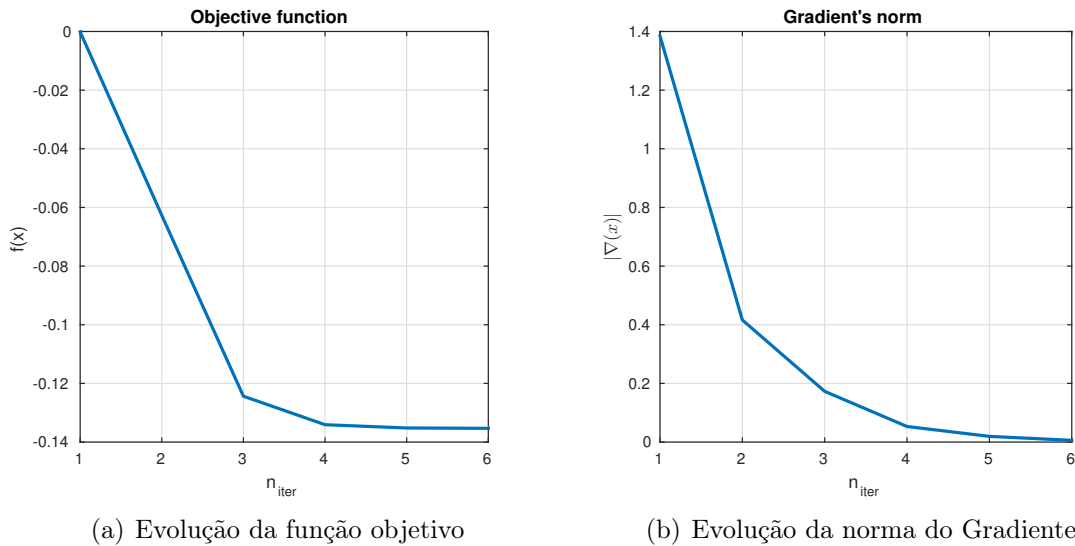 Objective function
0
-0.02
-0.04
-0.06
-0.08
-0.1
-0.12
-0.14
f(x)
1 2 3 4 5 6
n_iter
(a) Evolução da função objetivo
Gradient's norm
1.4
1.2
1
0.8
0.6
0.4
0.2
0
|∇(x)|
1 2 3 4 5 6
n_iter
(b) Evolução da norma do Gradiente